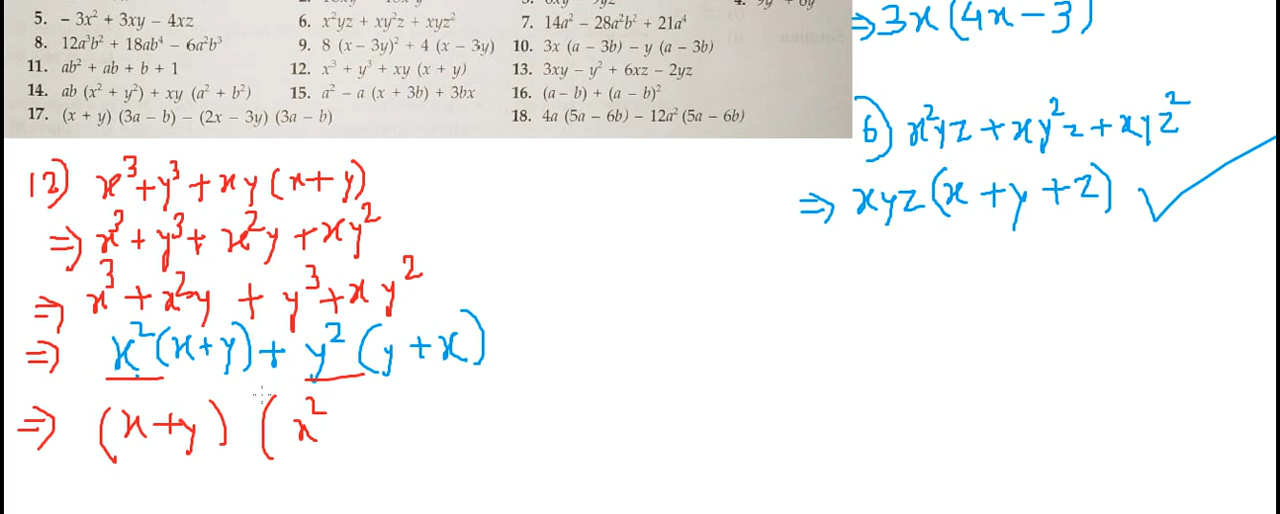 5. – 3x² + 3xy – 4xz
6. x²yz + xy²z + xyz²
7. 14a² – 28a²b² + 21a⁴
8. 12a³b² + 18ab⁴ – 6a²b³
9. 8 (x – 3y)² + 4 (x – 3y)
10. 3x (a – 3b) – y (a – 3b)
11. ab² + ab + b + 1
12. x³ + y³ + xy (x + y)
13. 3xy – y² + 6xz – 2yz
14. ab (x² + y²) + xy (a² + b²)
15. a² – a (x + 3b) + 3bx
16. (a – b) + (a – b)²
17. (x + y) (3a – b) – (2x – 3y) (3a – b)
18. 4a (5a – 6b) – 12a² (5a – 6b)
12) x³+y³+xy(x+y)
⇒ x³+y³+x²y+xy²
⇒ x³+x²y + y³+xy²
⇒ x²(x+y)+y²(y+x)
⇒ (x+y) (x²
⇒3x(4x–3)
6) x²yz+xy²z+xyz²
⇒ xyz(x+y+z)